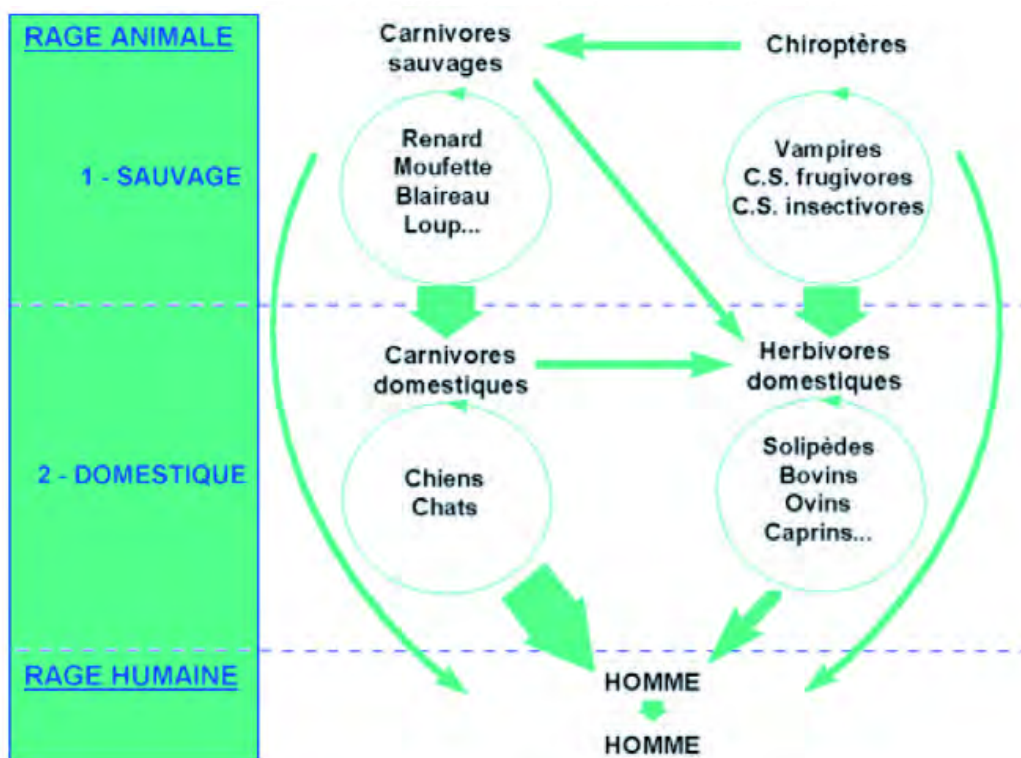 RAGE ANIMALE
Carnivores
sauvages
Chiroptères
1 - SAUVAGE
Renard
Moufette
Blaireau
Loup...
Vampires
C.S. frugivores
C.S. insectivores
2 - DOMESTIQUE
Carnivores
domestiques
Herbivores
domestiques
Chiens
Chats
Solipèdes
Bovins
Ovins
Caprins...
RAGE HUMAINE
HOMME
HOMME